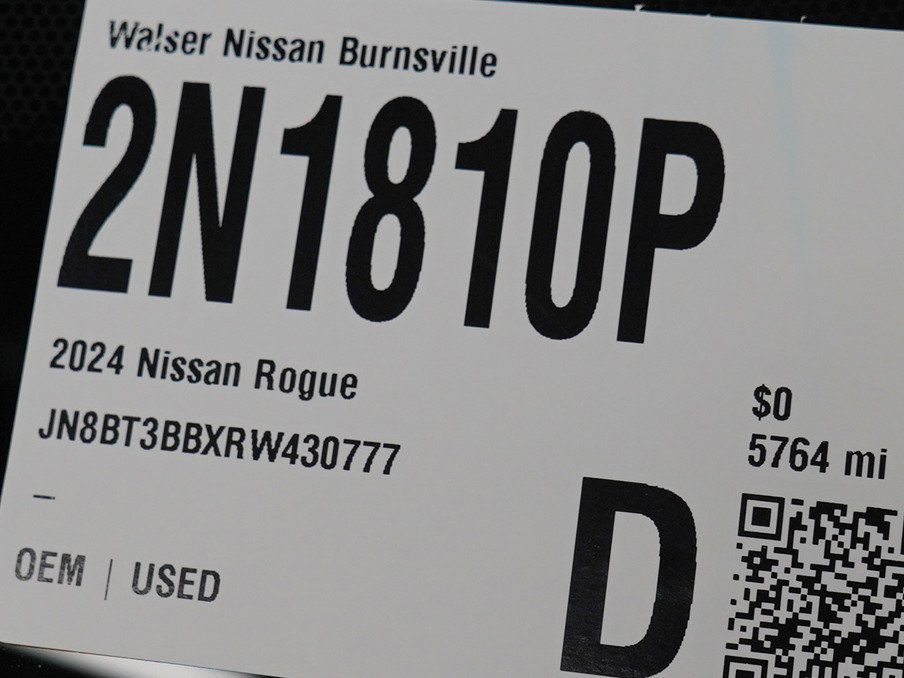 Walser Nissan Burnsville
2N1810P
2024 Nissan Rogue
JN8BT3BBXRW430777
–
OEM | USED
$0
5764 mi
D